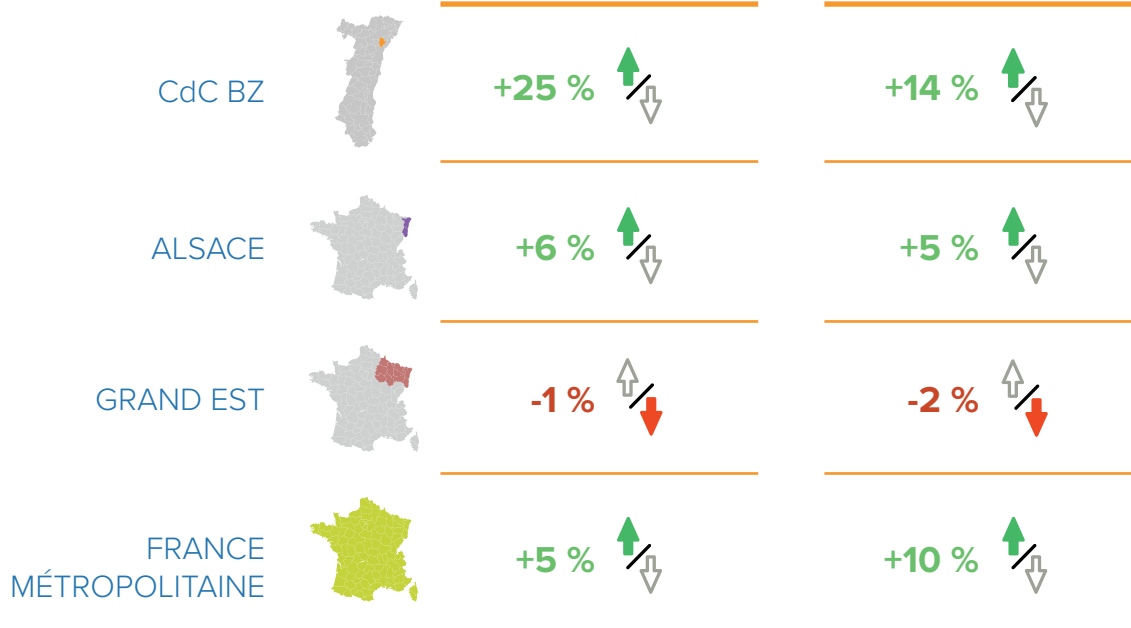 CdC BZ +25 % +14 %
ALSACE +6 % +5 %
GRAND EST -1 % -2 %
FRANCE
MÉTROPOLITAINE +5 % +10 %